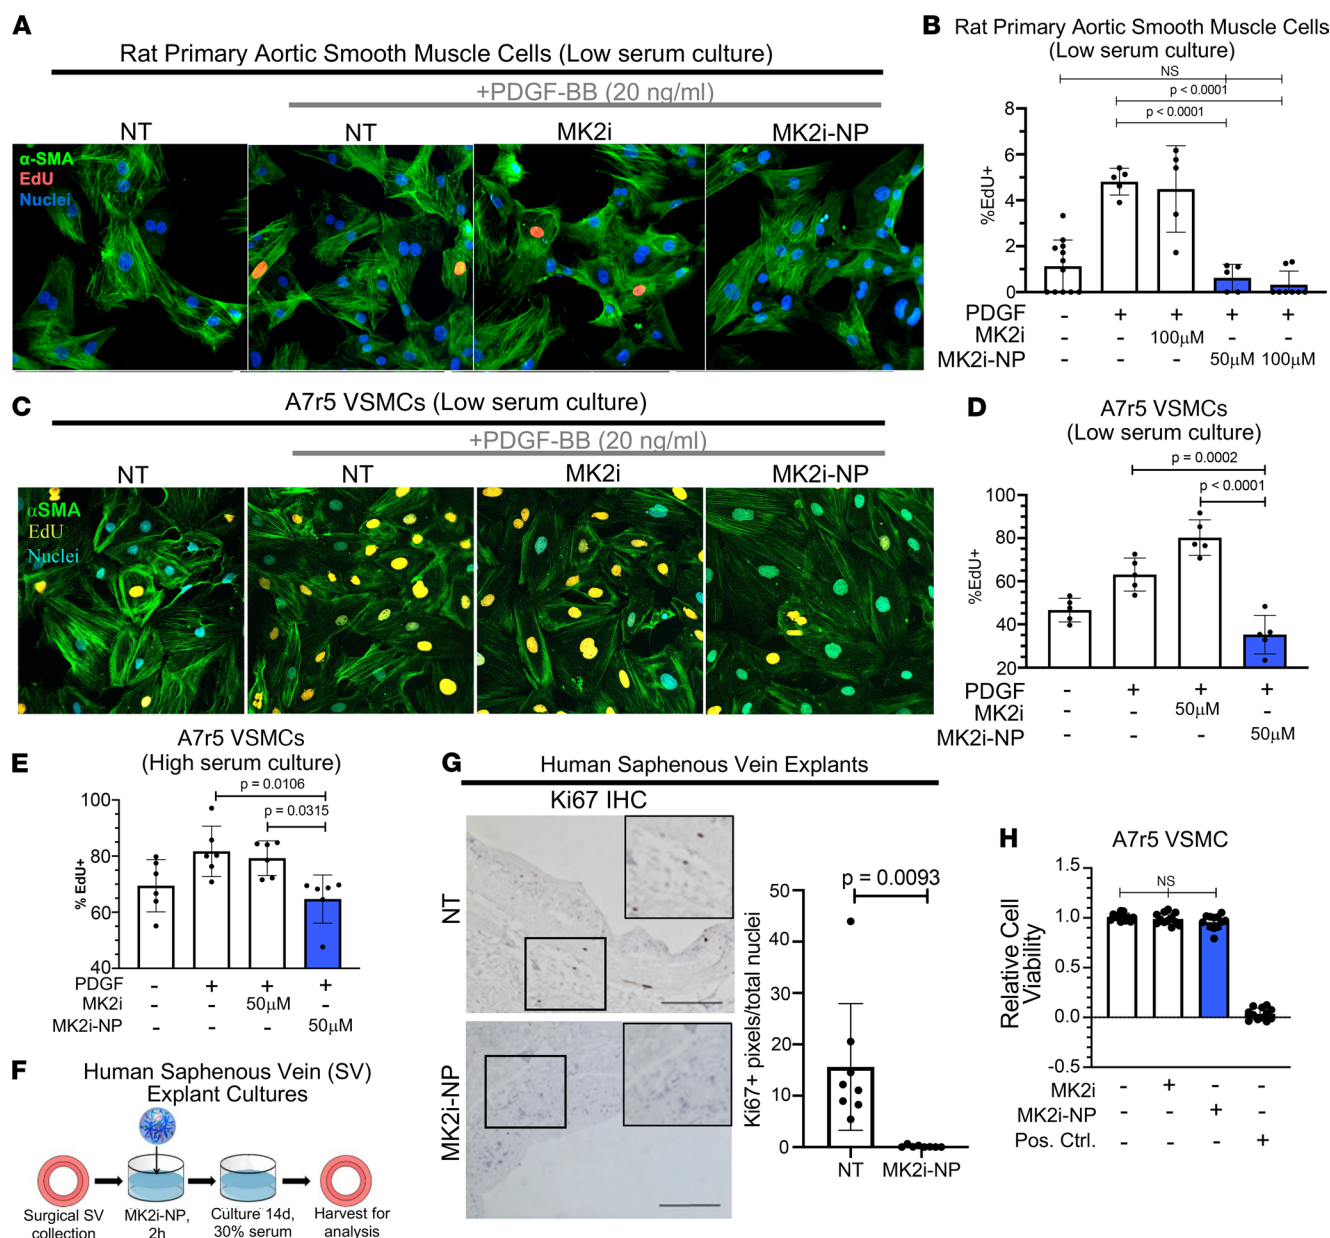 A
Rat Primary Aortic Smooth Muscle Cells (Low serum culture)
+PDGF-BB (20 ng/ml)
NT NT MK2i MK2i-NP
α-SMA
EdU
Nuclei
B Rat Primary Aortic Smooth Muscle Cells
(Low serum culture)
NS
p < 0.0001
p < 0.0001
8
6
4
2
0
%EdU+
PDGF - + + + +
MK2i - - 100µM - -
MK2i-NP - - - 50µM 100µM
C
A7r5 VSMCs (Low serum culture)
+PDGF-BB (20 ng/ml)
NT NT MK2i MK2i-NP
αSMA
EdU
Nuclei
D
A7r5 VSMCs
(Low serum culture)
p = 0.0002
p < 0.0001
100
80
60
40
20
%EdU+
PDGF - + + +
MK2i - - 50µM -
MK2i-NP - - - 50µM
E
A7r5 VSMCs
(High serum culture)
p = 0.0106
p = 0.0315
100
80
60
40
% EdU+
PDGF - + + +
MK2i - - 50µM -
MK2i-NP - - - 50µM
F
Human Saphenous Vein (SV)
Explant Cultures
Surgical SV
collection
MK2i-NP,
2h
Culture 14d,
30% serum
Harvest for
analysis
G
Human Saphenous Vein Explants
Ki67 IHC
NT
MK2i-NP
p = 0.0093
50
40
30
20
10
0
Ki67+ pixels/total nuclei
NT MK2i-NP
H
A7r5 VSMC
NS
1.5
1.0
0.5
0.0
-0.5
Relative Cell
Viability
MK2i - + - -
MK2i-NP - - + -
Pos. Ctrl. - - - +